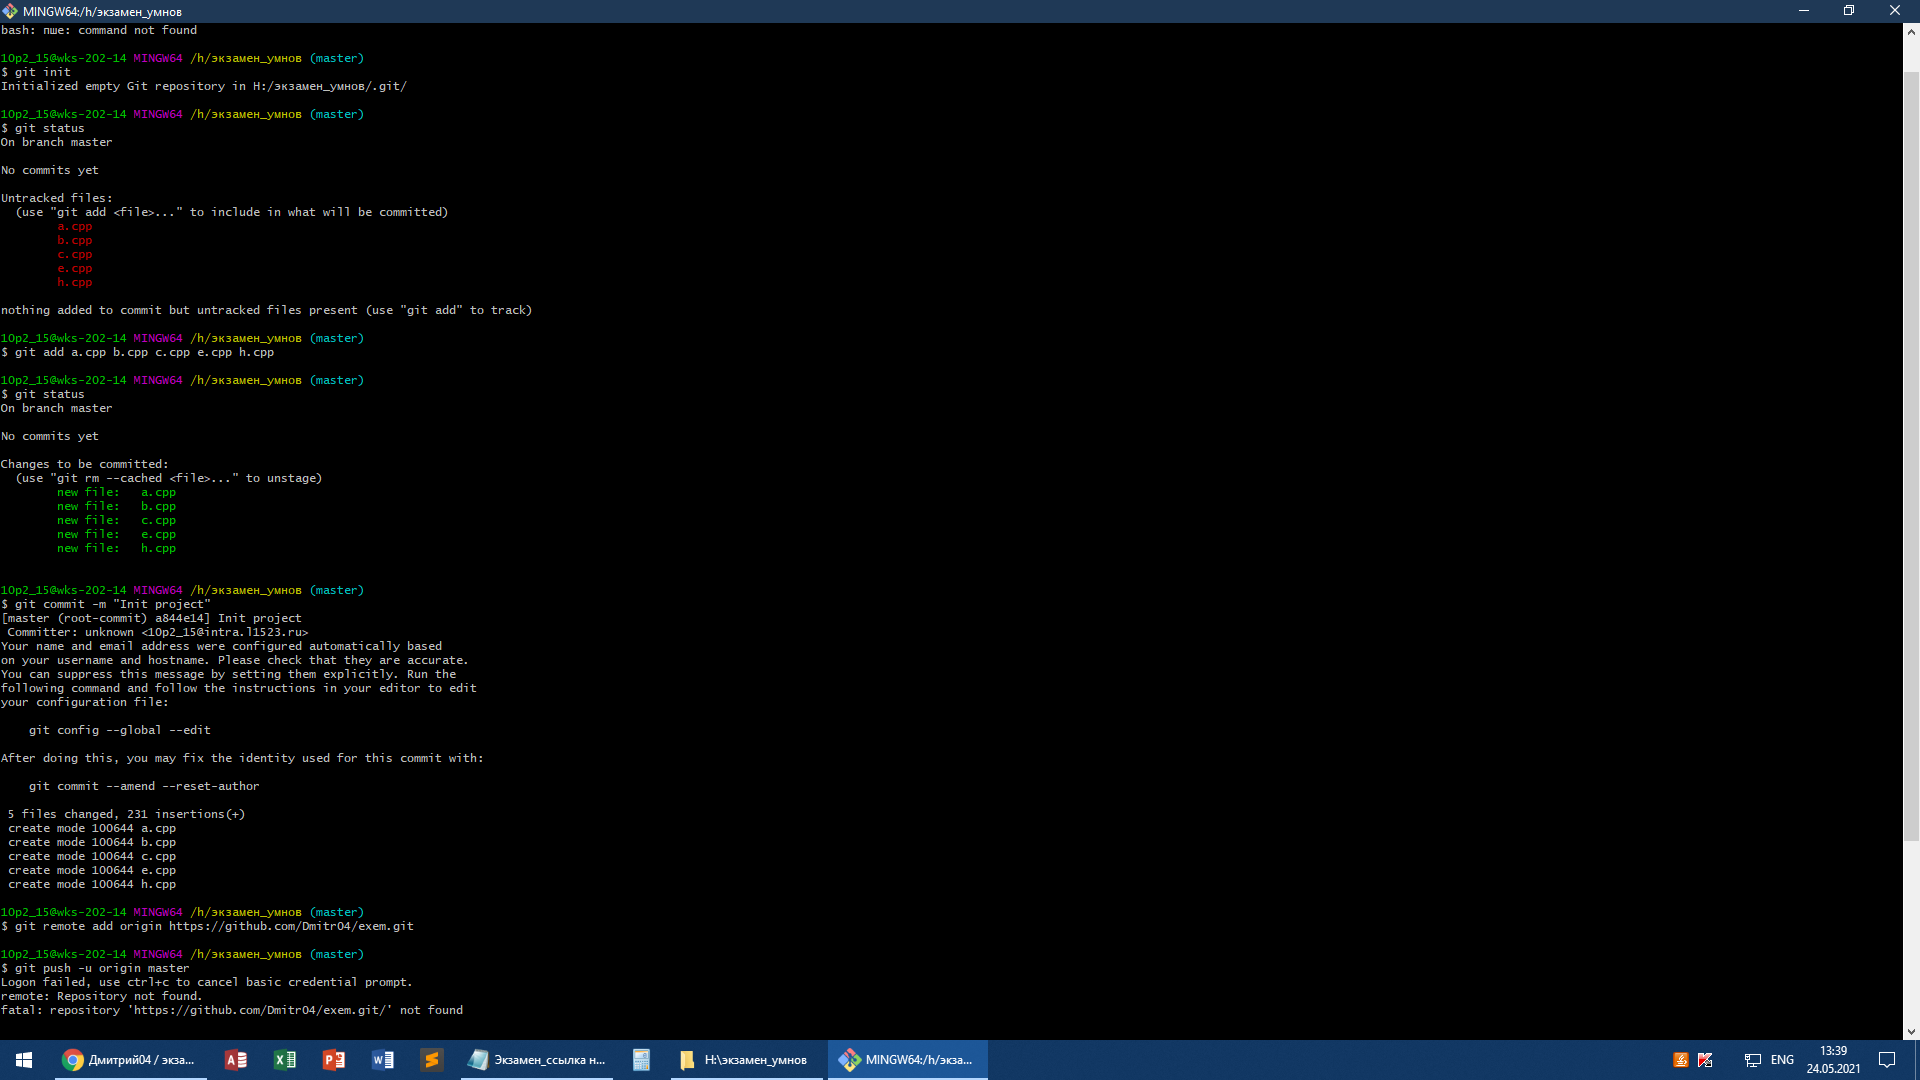 MINGW64:/h/экзамен_умнов
bash: пше: command not found
10p2_15@wks-202-14 MINGW64 /h/экзамен_умнов (master)
$ git init
Initialized empty Git repository in H:/экзамен_умнов/.git/
10p2_15@wks-202-14 MINGW64 /h/экзамен_умнов (master)
$ git status
On branch master
No commits yet
Untracked files:
(use "git add <file>..." to include in what will be committed)
a.cpp
b.cpp
c.cpp
e.cpp
h.cpp
nothing added to commit but untracked files present (use "git add" to track)
10p2_15@wks-202-14 MINGW64 /h/экзамен_умнов (master)
$ git add a.cpp b.cpp c.cpp e.cpp h.cpp
10p2_15@wks-202-14 MINGW64 /h/экзамен_умнов (master)
$ git status
On branch master
No commits yet
Changes to be committed:
(use "git rm --cached <file>..." to unstage)
new file:   a.cpp
new file:   b.cpp
new file:   c.cpp
new file:   e.cpp
new file:   h.cpp
10p2_15@wks-202-14 MINGW64 /h/экзамен_умнов (master)
$ git commit -m "Init project"
[master (root-commit) a844e14] Init project
Committer: unknown <10p2_15@intra.l1523.ru>
Your name and email address were configured automatically based
on your username and hostname. Please check that they are accurate.
You can suppress this message by setting them explicitly. Run the
following command and follow the instructions in your editor to edit
your configuration file:
git config --global --edit
After doing this, you may fix the identity used for this commit with:
git commit --amend --reset-author
5 files changed, 231 insertions(+)
create mode 100644 a.cpp
create mode 100644 b.cpp
create mode 100644 c.cpp
create mode 100644 e.cpp
create mode 100644 h.cpp
10p2_15@wks-202-14 MINGW64 /h/экзамен_умнов (master)
$ git remote add origin https://github.com/Dmitr04/exem.git
10p2_15@wks-202-14 MINGW64 /h/экзамен_умнов (master)
$ git push -u origin master
Logon failed, use ctrl+c to cancel basic credential prompt.
remote: Repository not found.
fatal: repository 'https://github.com/Dmitr04/exem.git/' not found
Дмитрий04 / экза...
Экзамен_ссылка н...
H:\экзамен_умнов
MINGW64:/h/экза...
ENG
13:39
24.05.2021